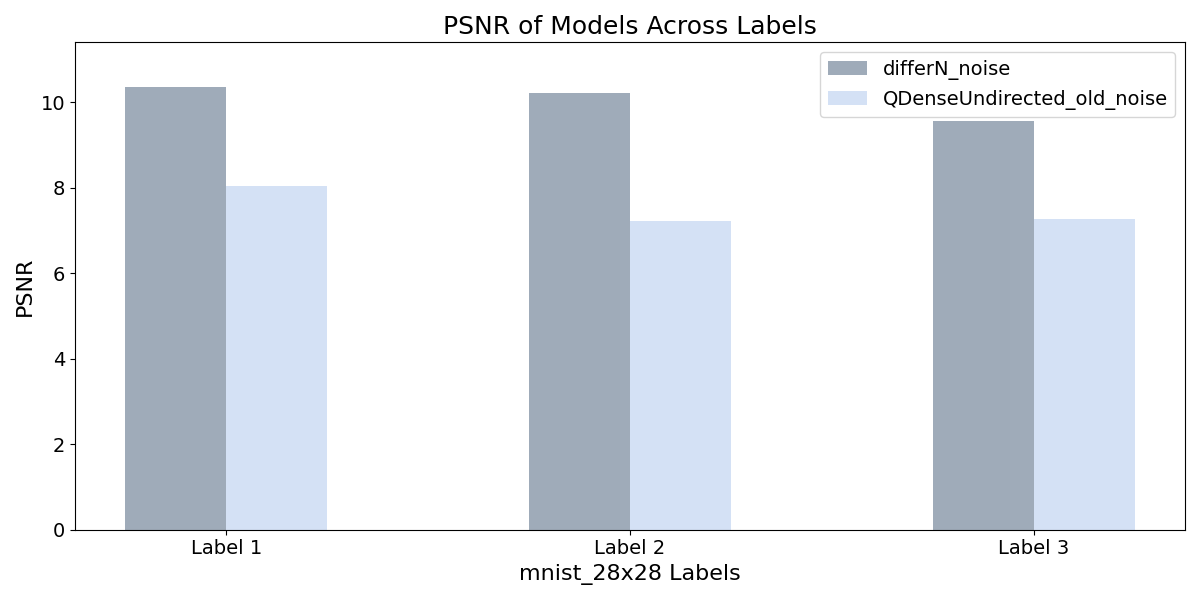 PSNR of Models Across Labels
differN_noise
QDenseUndirected_old_noise
PSNR
10
8
6
4
2
0
Label 1
Label 2
Label 3
mnist_28x28 Labels